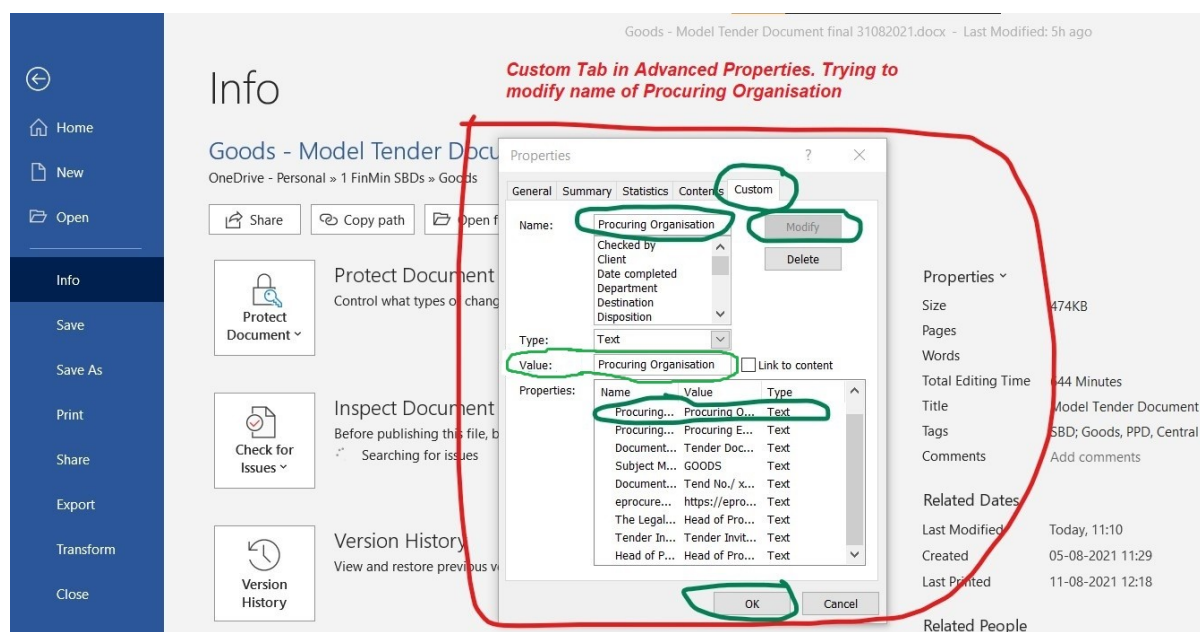 Goods - Model Tender Document final 31082021.docx - Last Modified: 5h ago
Custom Tab in Advanced Properties. Trying to
modify name of Procuring Organisation
Info
Home
New
Open
Info
Save
Save As
Print
Share
Export
Transform
Close
Goods - Model Tender Docu
OneDrive - Personal » 1 FinMin SBDs » Goods
Share
Copy path
Open f
Protect
Document
Protect Document
Control what types of chang
Check for
Issues
Inspect Document
Before publishing this file, b
Searching for issues
Version
History
Version History
View and restore previous v
Properties
?
General Summary Statistics Contents Custom
Name: Procuring Organisation Modify
Checked by
Client
Date completed
Department
Destination
Disposition
Delete
Type: Text
Value: Procuring Organisation Link to content
Properties: Name Value Type
Procuring... Procuring O... Text
Procuring... Procuring E... Text
Document... Tender Doc... Text
Subject M... GOODS Text
Document... Tend No./ x... Text
eprocure... https://epro... Text
The Legal... Head of Pro... Text
Tender In... Tender Invit... Text
Head of P... Head of Pro... Text
OK Cancel
Properties
Size 474KB
Pages
Words
Total Editing Time 644 Minutes
Title Model Tender Document
Tags SBD; Goods, PPD, Central
Comments Add comments
Related Dates
Last Modified Today, 11:10
Created 05-08-2021 11:29
Last Printed 11-08-2021 12:18
Related People